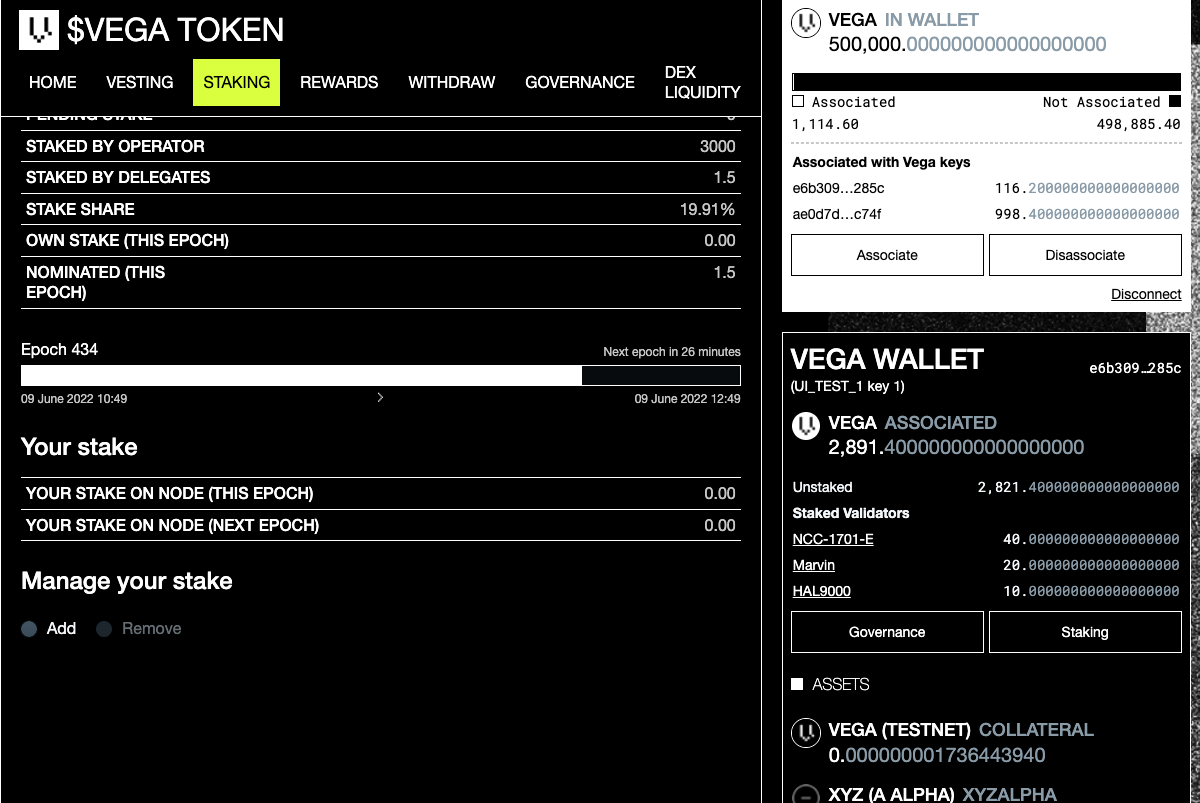 $VEGA TOKEN
HOME VESTING STAKING REWARDS WITHDRAW GOVERNANCE DEX LIQUIDITY
PENDING STAKE
STAKED BY OPERATOR 3000
STAKED BY DELEGATES 1.5
STAKE SHARE 19.91%
OWN STAKE (THIS EPOCH) 0.00
NOMINATED (THIS 1.5
EPOCH)
Epoch 434 Next epoch in 26 minutes
09 June 2022 10:49 09 June 2022 12:49
Your stake
YOUR STAKE ON NODE (THIS EPOCH) 0.00
YOUR STAKE ON NODE (NEXT EPOCH) 0.00
Manage your stake
Add Remove
VEGA IN WALLET
500,000.000000000000000000
Associated Not Associated
1,114.60 498,885.40
Associated with Vega keys
e6b309…285c 116.200000000000000000
ae0d7d…c74f 998.400000000000000000
Associate Disassociate
Disconnect
VEGA WALLET e6b309…285c
(UI_TEST_1 key 1)
VEGA ASSOCIATED
2,891.400000000000000000
Unstaked 2,821.400000000000000000
Staked Validators
NCC-1701-E 40.000000000000000000
Marvin 20.000000000000000000
HAL9000 10.000000000000000000
Governance Staking
ASSETS
VEGA (TESTNET) COLLATERAL
0.000000001736443940
XYZ (A ALPHA) XYZALPHA